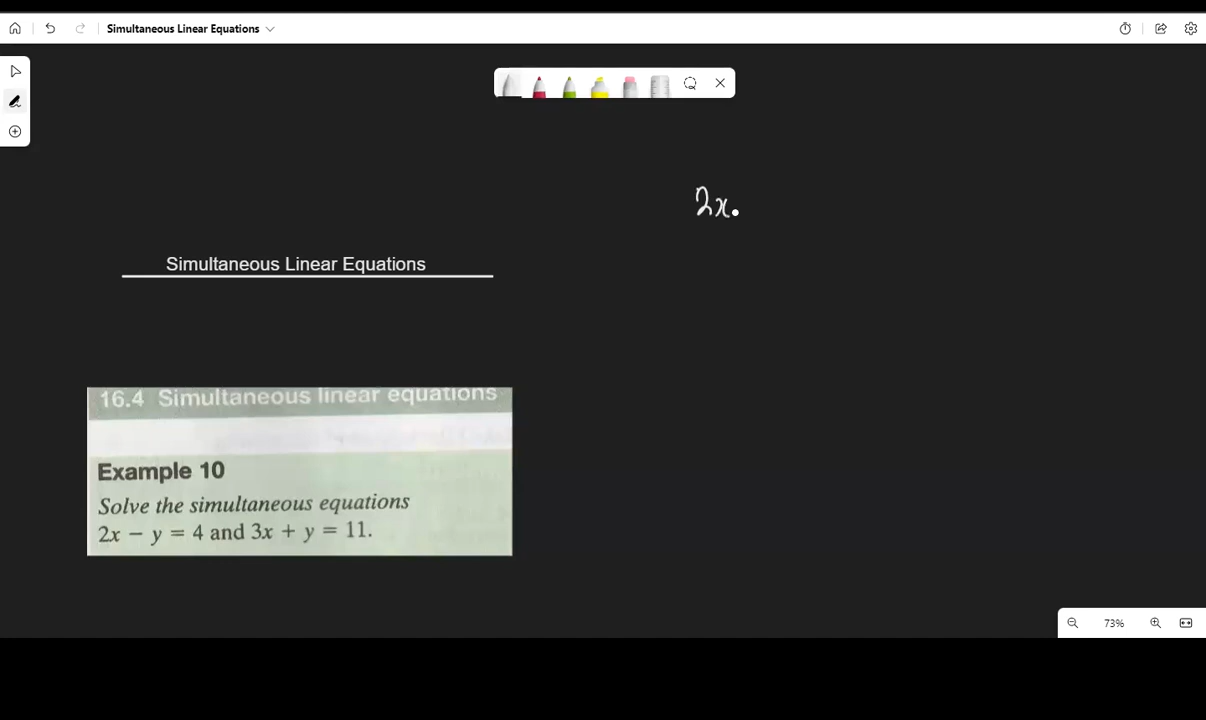 Simultaneous Linear Equations
2x
Simultaneous Linear Equations
16.4 Simultaneous linear equations
Example 10
Solve the simultaneous equations
2x − y = 4 and 3x + y = 11.
73%